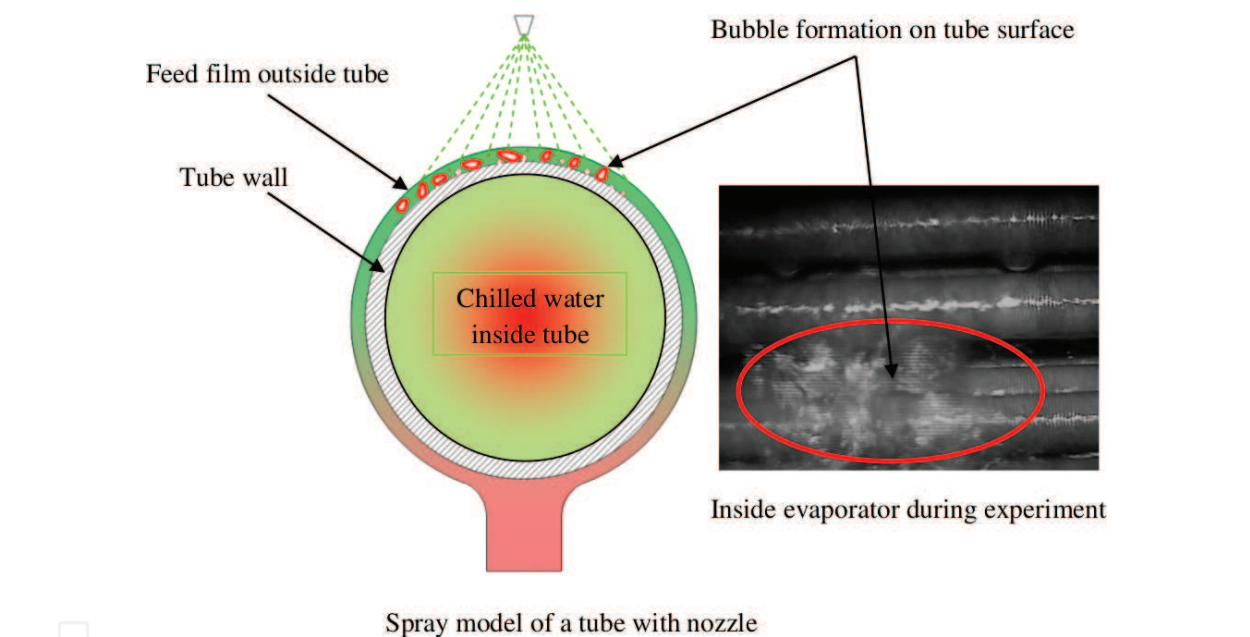 Bubble formation on tube surface
Feed film outside tube
Tube wall
Chilled water
inside tube
Inside evaporator during experiment
Spray model of a tube with nozzle